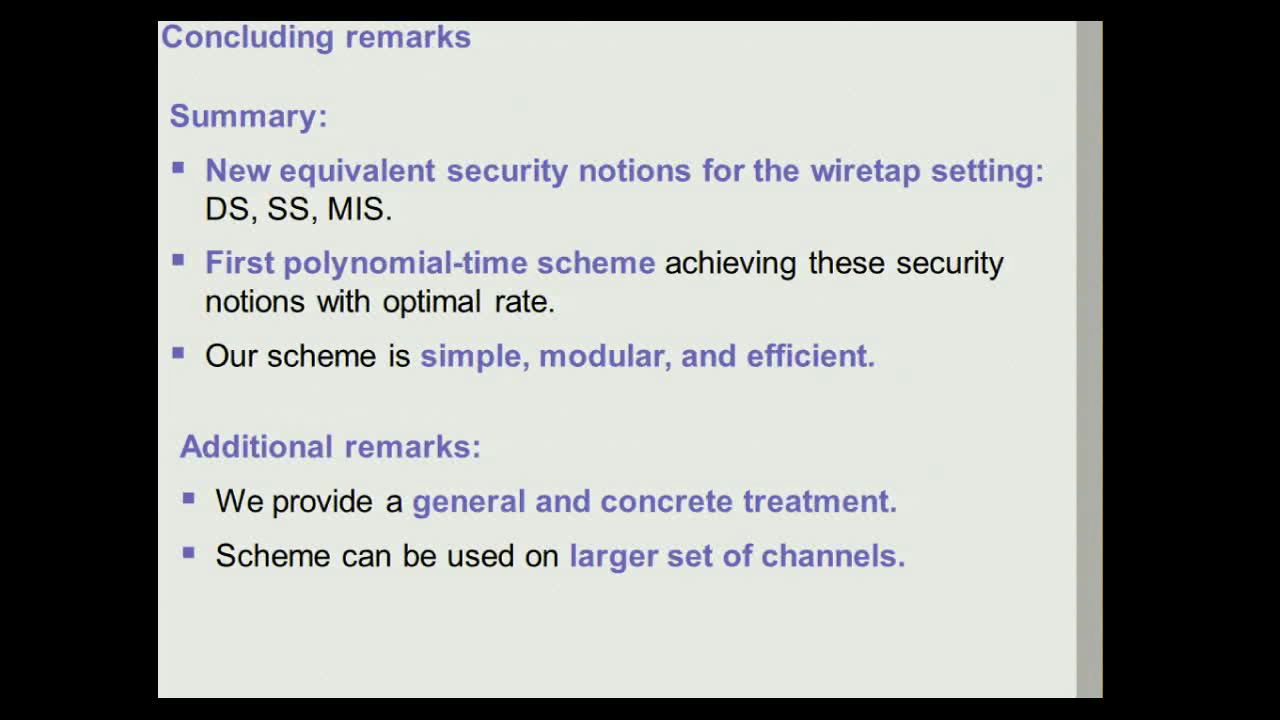 Concluding remarks
Summary:
New equivalent security notions for the wiretap setting:
DS, SS, MIS.
First polynomial-time scheme achieving these security
notions with optimal rate.
Our scheme is simple, modular, and efficient.
Additional remarks:
We provide a general and concrete treatment.
Scheme can be used on larger set of channels.